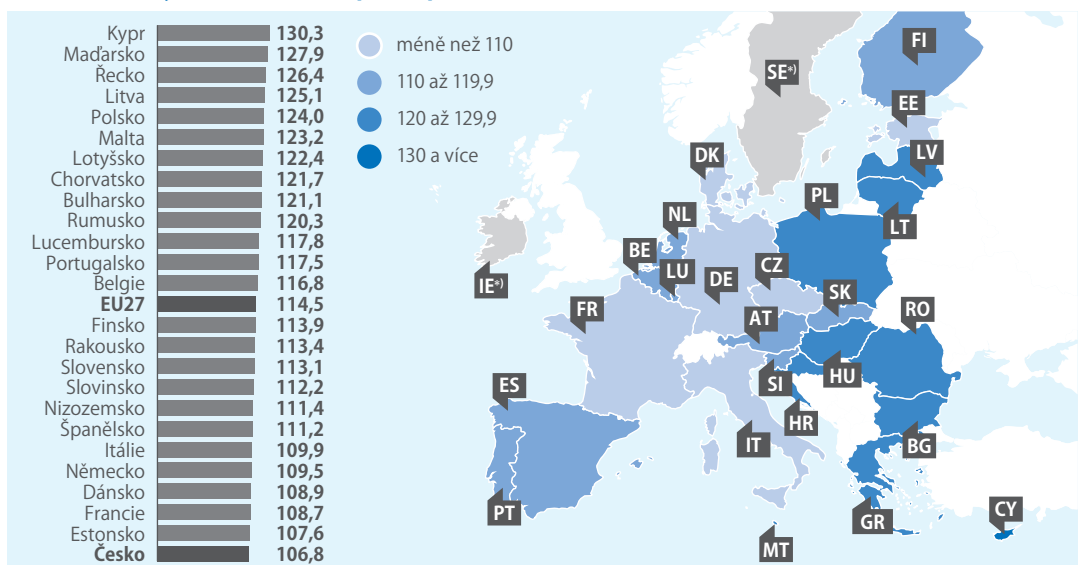 Kypr 130,3
Maďarsko 127,9
Řecko 126,4
Litva 125,1
Polsko 124,0
Malta 123,2
Lotyšsko 122,4
Chorvatsko 121,7
Bulharsko 121,1
Rumusko 120,3
Lucembursko 117,8
Portugalsko 117,5
Belgie 116,8
EU27 114,5
Finsko 113,9
Rakousko 113,4
Slovensko 113,1
Slovinsko 112,2
Nizozemsko 111,4
Španělsko 111,2
Itálie 109,9
Německo 109,5
Dánsko 108,9
Francie 108,7
Estonsko 107,6
Česko 106,8
méně než 110
110 až 119,9
120 až 129,9
130 a více
FI
SE*)
EE
DK
LV
PL
NL
LT
BE
LU
DE
CZ
IE*)
SK
FR
AT
RO
ES
SI
HU
HR
IT
BG
PT
GR
CY
MT